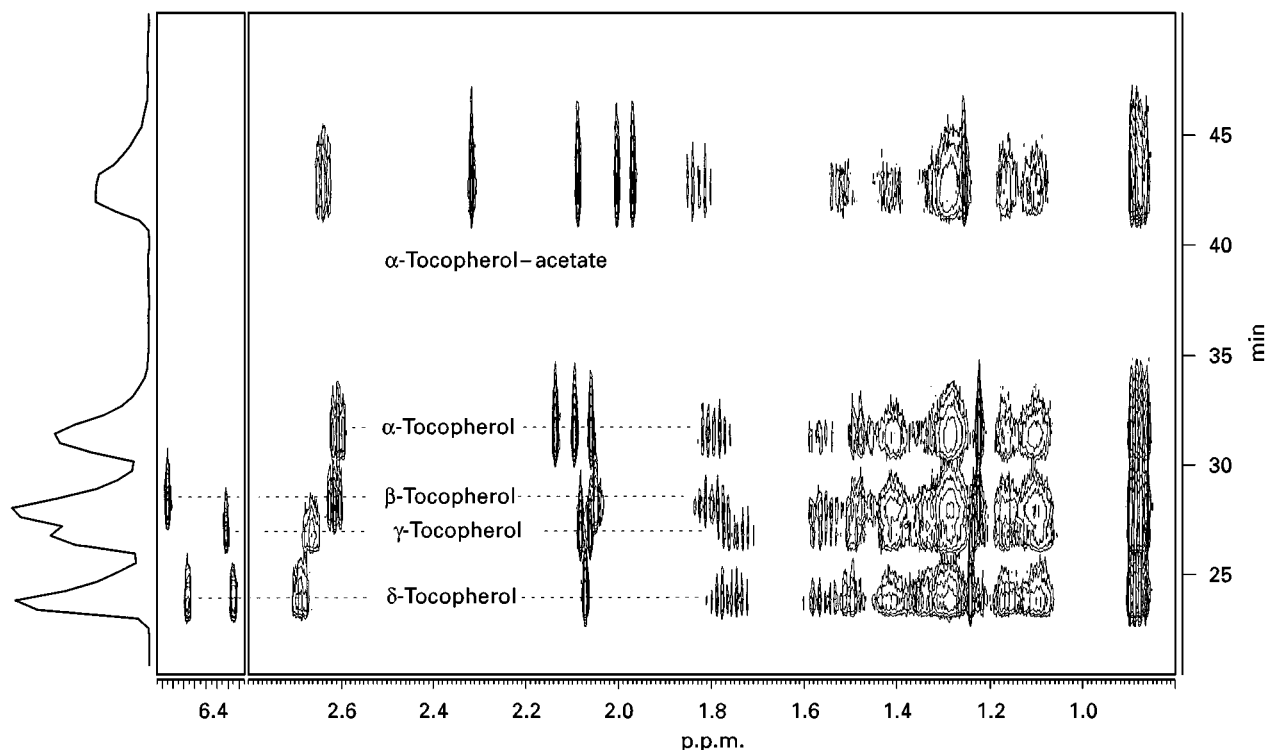 45
40
α-Tocopherol–acetate
35
α-Tocopherol
30
β-Tocopherol
γ-Tocopherol
25
δ-Tocopherol
min
6.4 2.6 2.4 2.2 2.0 1.8 1.6 1.4 1.2 1.0
p.p.m.